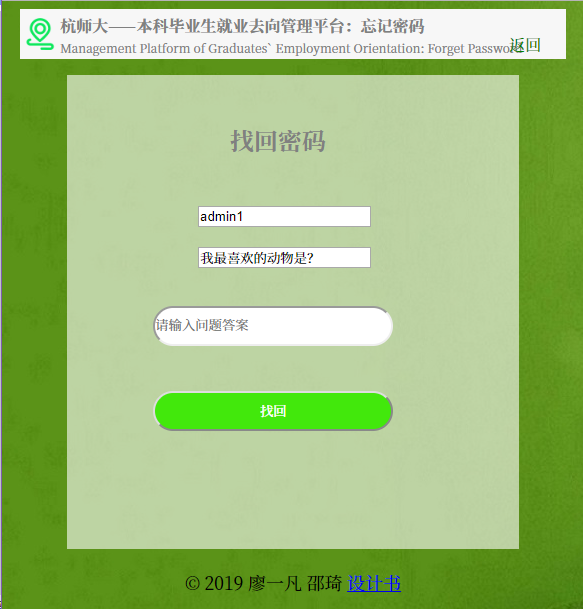 杭师大——本科毕业生就业去向管理平台：忘记密码
Management Platform of Graduates` Employment Orientation: Forget Password
返回
找回密码
admin1
我最喜欢的动物是?
请输入问题答案
找回
© 2019 廖一凡 邵琦 设计书